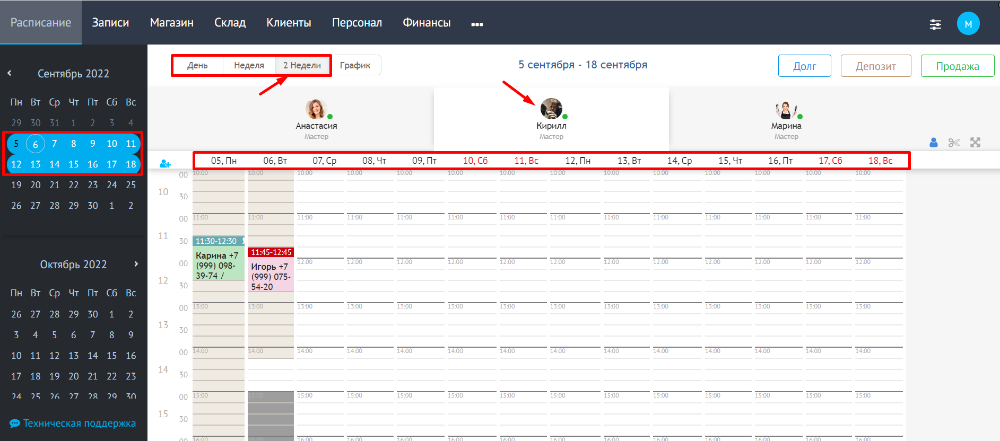 Расписание Записи Магазин Склад Клиенты Персонал Финансы ••• М
Сентябрь 2022
Пн Вт Ср Чт Пт Сб Вс
29 30 31 1 2 3 4
5 6 7 8 9 10 11
12 13 14 15 16 17 18
19 20 21 22 23 24 25
26 27 28 29 30 1 2
Октябрь 2022
Пн Вт Ср Чт Пт Сб Вс
26 27 28 29 30 1 2
3 4 5 6 7 8 9
10 11 12 13 14 15 16
17 18 19 20 21 22 23
24 25 26 27 28 29 30
Техническая поддержка
День Неделя 2 Недели График
5 сентября - 18 сентября
Долг Депозит Продажа
Анастасия
Мастер
Кирилл
Мастер
Марина
Мастер
05, Пн 06, Вт 07, Ср 08, Чт 09, Пт 10, Сб 11, Вс 12, Пн 13, Вт 14, Ср 15, Чт 16, Пт 17, Сб 18, Вс
00 10:00 10:00 10:00 10:00 10:00 10:00 10:00 10:00 10:00 10:00 10:00 10:00 10:00 10:00
10
30
00 11:00 11:00 11:00 11:00 11:00 11:00 11:00 11:00 11:00 11:00 11:00 11:00 11:00 11:00
11
30
11:30-12:30
Карина +7
(999) 098-
39-74 /
11:45-12:45
Игорь +7
(999) 075-
54-20
00 12:00 12:00 12:00 12:00 12:00 12:00 12:00 12:00 12:00 12:00 12:00 12:00
12
30
00 13:00 13:00 13:00 13:00 13:00 13:00 13:00 13:00 13:00 13:00 13:00 13:00 13:00 13:00
13
30
00 14:00 14:00 14:00 14:00 14:00 14:00 14:00 14:00 14:00 14:00 14:00 14:00 14:00 14:00
14
30
00 15:00 15:00 15:00 15:00 15:00 15:00 15:00 15:00 15:00 15:00 15:00 15:00 15:00 15:00
15
30
00 16:00 16:00 16:00 16:00 16:00 16:00 16:00 16:00 16:00 16:00 16:00 16:00 16:00 16:00